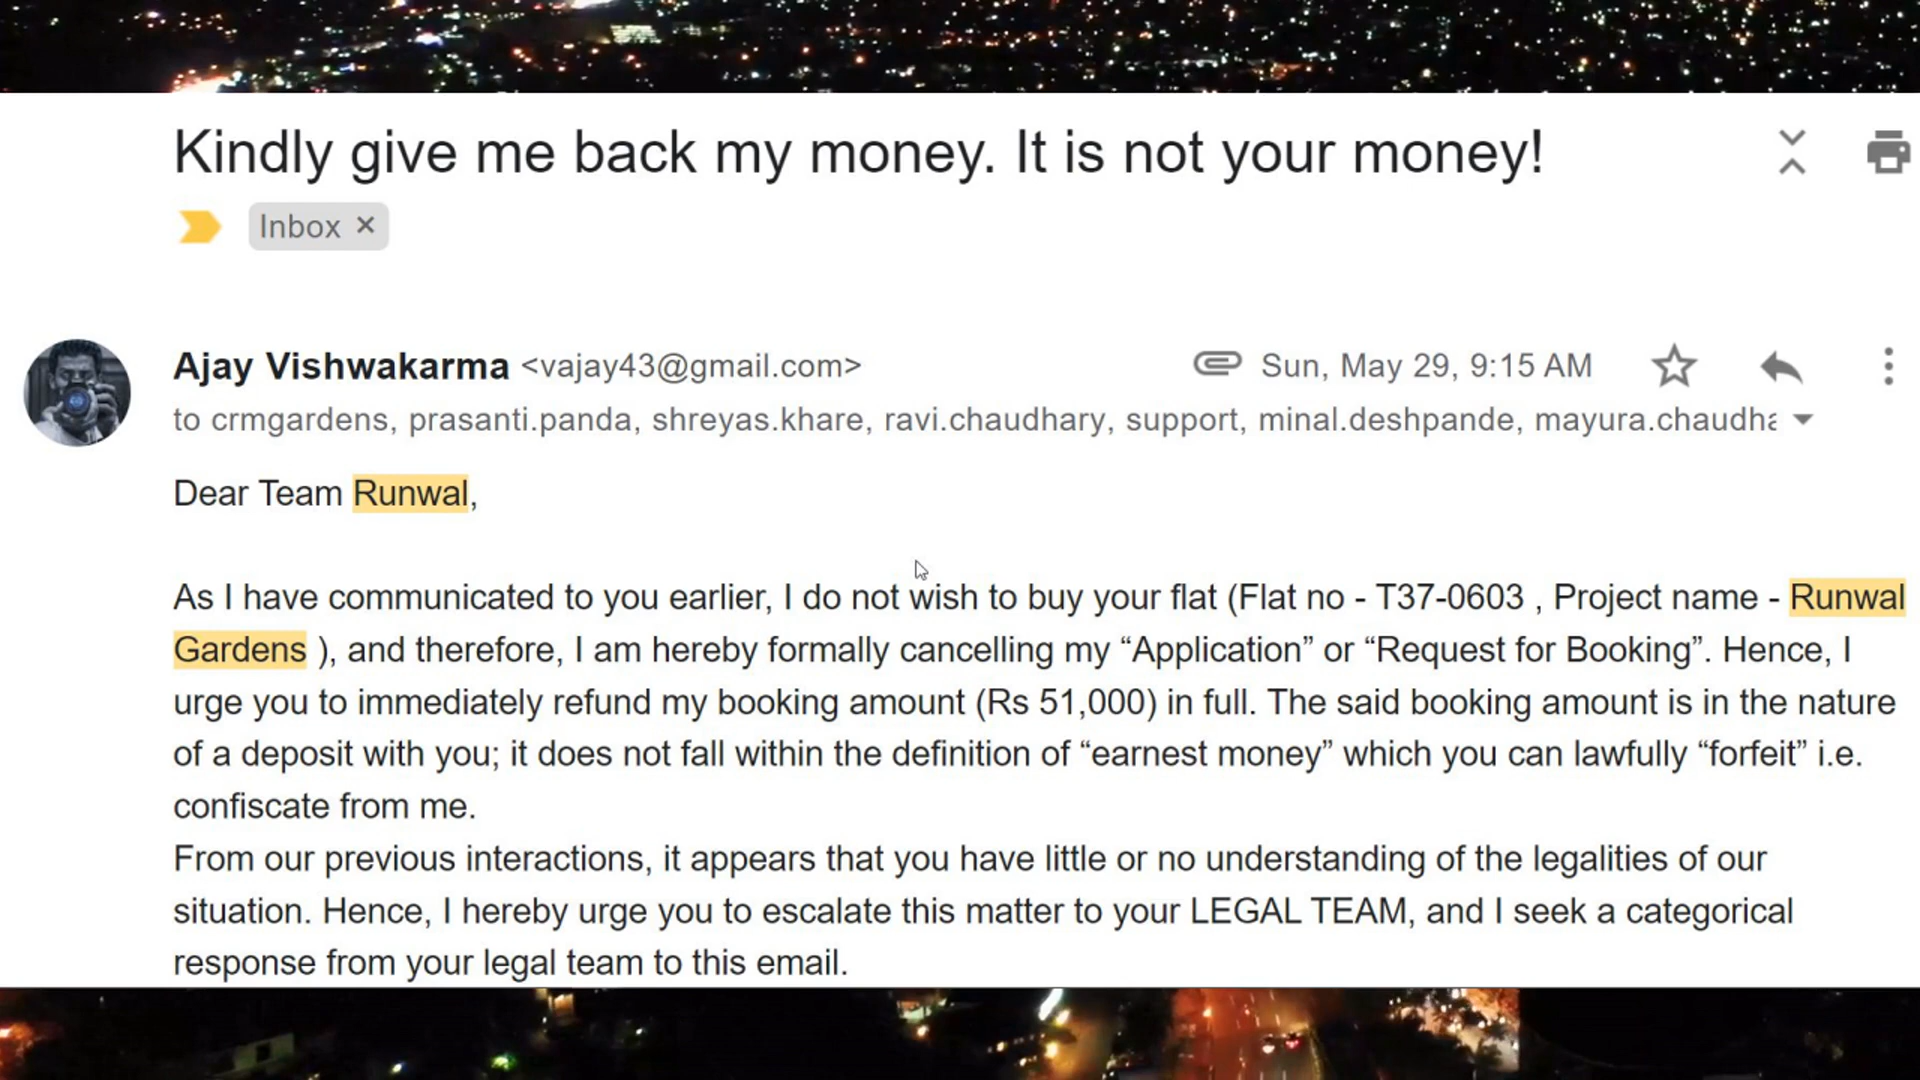 Kindly give me back my money. It is not your money!
Inbox ×
Ajay Vishwakarma <vajay43@gmail.com> Sun, May 29, 9:15 AM
to crmgardens, prasanti.panda, shreyas.khare, ravi.chaudhary, support, minal.deshpande, mayura.chaudha
Dear Team Runwal,
As I have communicated to you earlier, I do not wish to buy your flat (Flat no - T37-0603 , Project name - Runwal
Gardens ), and therefore, I am hereby formally cancelling my “Application” or “Request for Booking”. Hence, I
urge you to immediately refund my booking amount (Rs 51,000) in full. The said booking amount is in the nature
of a deposit with you; it does not fall within the definition of “earnest money” which you can lawfully “forfeit” i.e.
confiscate from me.
From our previous interactions, it appears that you have little or no understanding of the legalities of our
situation. Hence, I hereby urge you to escalate this matter to your LEGAL TEAM, and I seek a categorical
response from your legal team to this email.